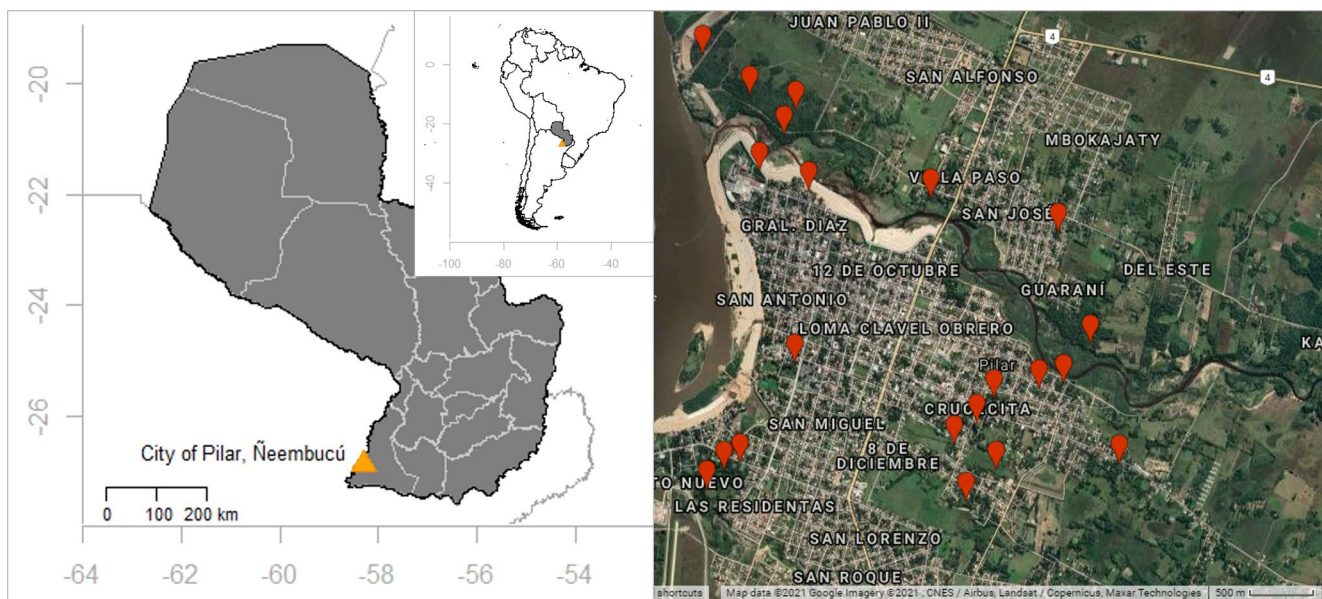 -20
-22
-24
-26
-64
-62
-60
-58
-56
-54
City of Pilar, Ñeembucú
0 100 200 km
0
-20
-40
-100
-80
-60
-40
JUAN PABLO II
4
4
SAN ALFONSO
MBOKAJATY
VILLA PASO
SAN JOSÉ
GRAL. DIAZ
12 DE OCTUBRE
DEL ESTE
GUARANÍ
SAN ANTONIO
LOMA CLAVEL OBRERO
KA
Pilar
CRUCECITA
SAN MIGUEL
8 DE
DICIEMBRE
TO NUEVO
LAS RESIDENTAS
SAN LORENZO
SAN ROQUE
shortcuts
Map data ©2021 Google Imagery ©2021 , CNES / Airbus, Landsat / Copernicus, Maxar Technologies
500 m